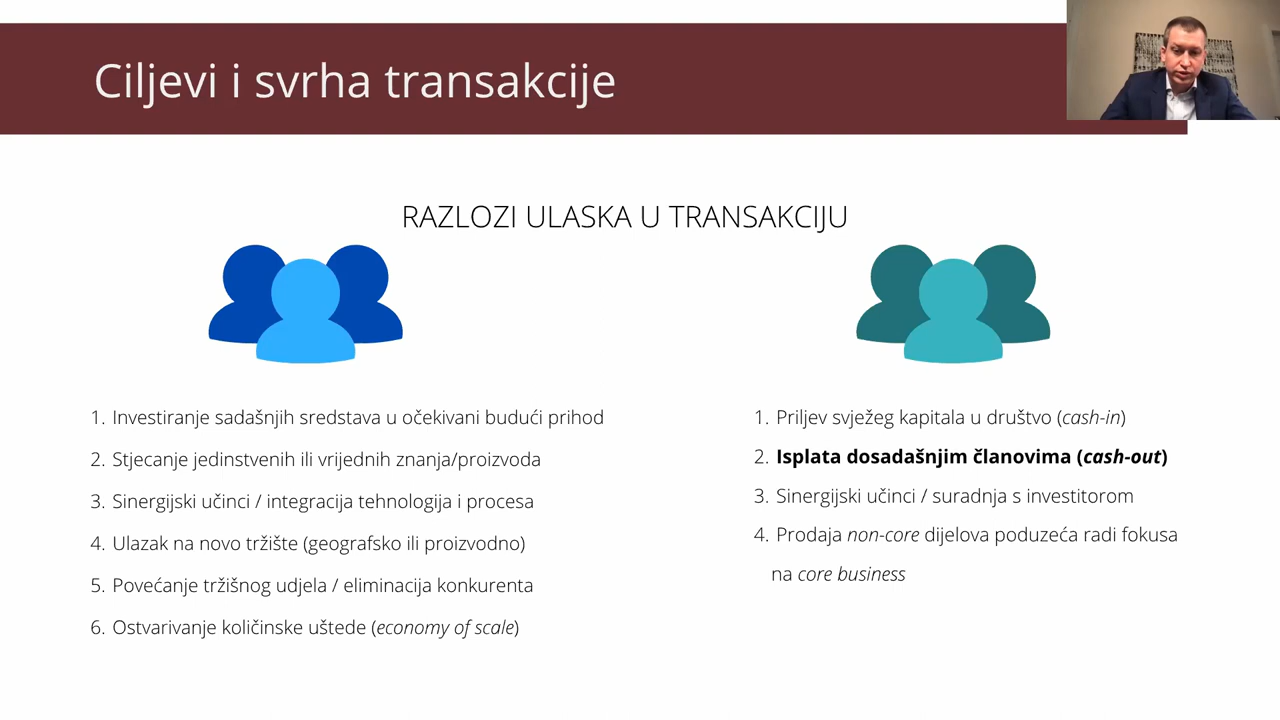 Ciljevi i svrha transakcije
RAZLOZI ULASKA U TRANSAKCIJU
1. Investiranje sadašnjih sredstava u očekivani budući prihod
2. Stjecanje jedinstvenih ili vrijednih znanja/proizvoda
3. Sinergijski učinci / integracija tehnologija i procesa
4. Ulazak na novo tržište (geografsko ili proizvodno)
5. Povećanje tržišnog udjela / eliminacija konkurenta
6. Ostvarivanje količinske uštede (economy of scale)
1. Priljev svježeg kapitala u društvo (cash-in)
2. Isplata dosadašnjim članovima (cash-out)
3. Sinergijski učinci / suradnja s investitorom
4. Prodaja non-core dijelova poduzeća radi fokusa
na core business